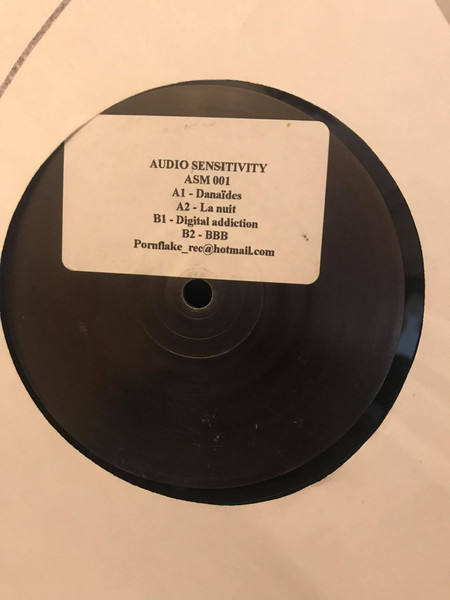 AUDIO SENSITIVITY
ASM 001
A1 - Danaïdes
A2 - La nuit
B1 - Digital addiction
B2 - BBB
Pornflake_rec@hotmail.com